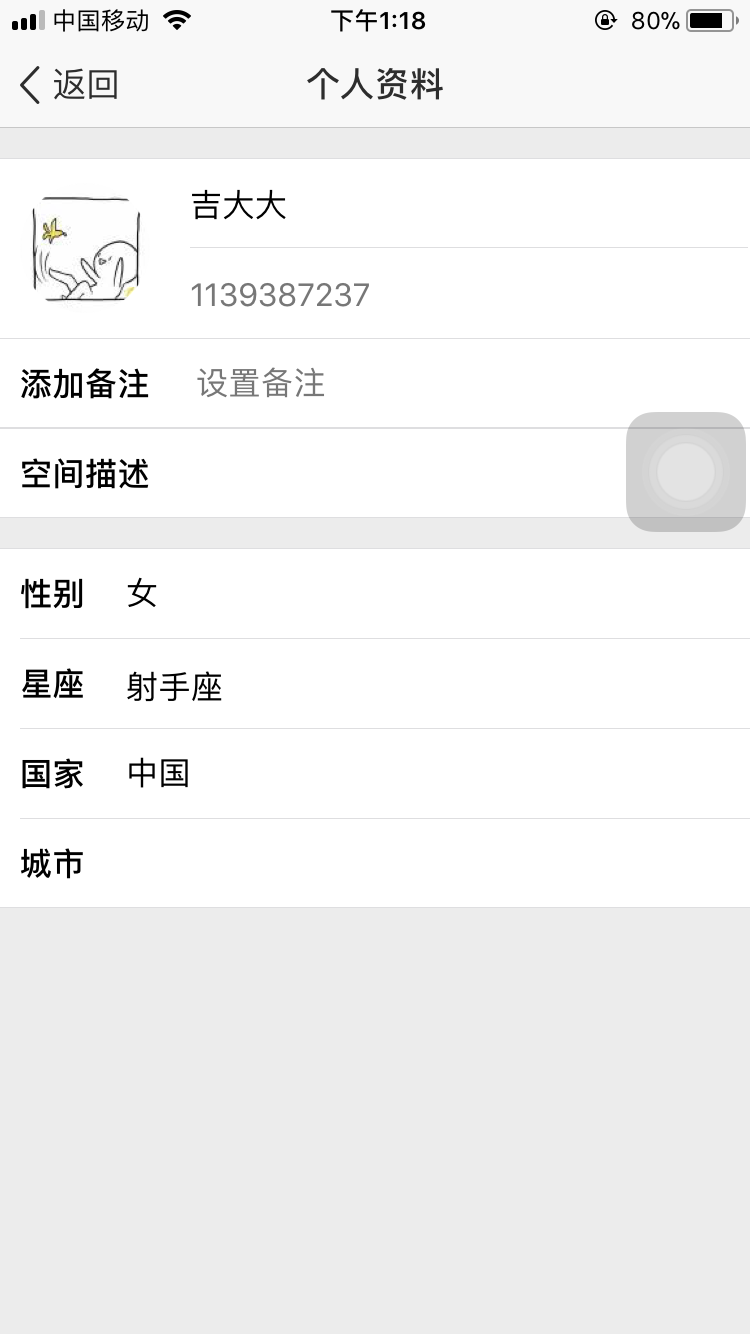 中国移动 下午1:18 80%
返回 个人资料
吉大大
1139387237
添加备注 设置备注
空间描述
性别 女
星座 射手座
国家 中国
城市